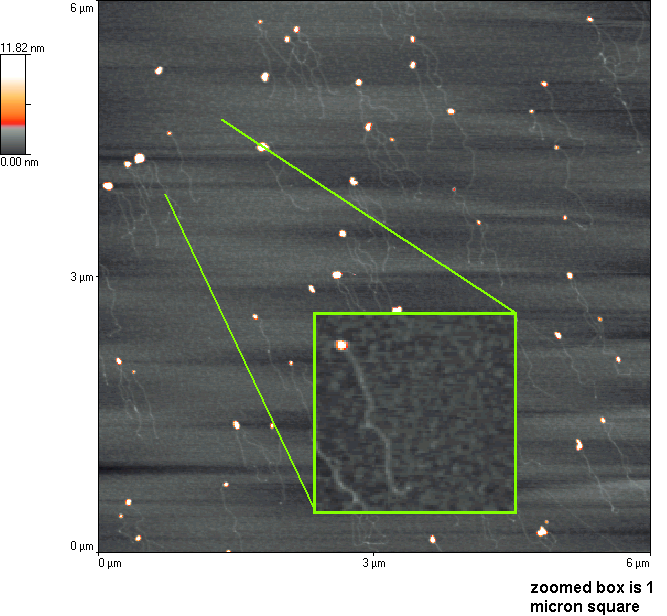 6 µm
11.82 nm
0.00 nm
3 µm
0 µm
0 µm
3 µm
6 µm
zoomed box is 1
micron square